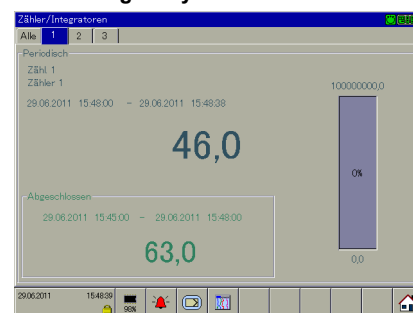 Zähler/Integratoren
Alle 1 2 3
Periodisch
Zähl 1
Zähler 1
29.06.2011 15:48:00 - 29.06.2011 15:48:38
46,0
100000000,0
0%
0,0
Abgeschlossen
29.06.2011 15:45:00 - 29.06.2011 15:48:00
63,0
29.06.2011 15:48:39
98%